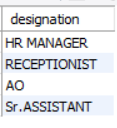 designation
HR MANAGER
RECEPTIONIST
AO
Sr.ASSISTANT